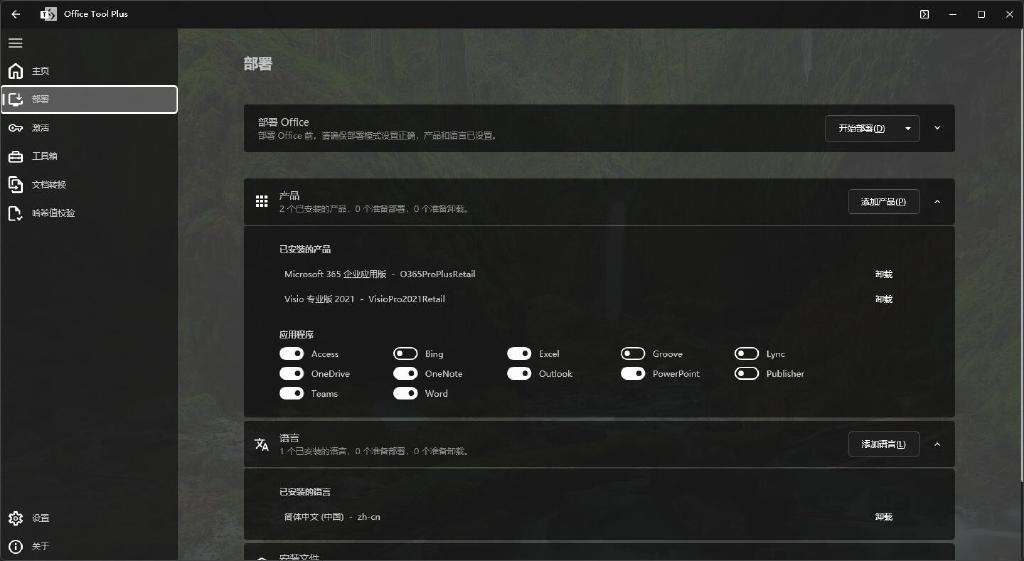 Office Tool Plus
主页
部署
激活
工具箱
文档转换
哈希值校验
设置
关于
部署
部署 Office
部署 Office 前，请确保部署模式设置正确，产品和语言已设置。
开始部署(D)
产品
2 个已安装的产品，0 个准备部署，0 个准备卸载。
添加产品(P)
已安装的产品
Microsoft 365 企业应用版 - O365ProPlusRetail
卸载
Visio 专业版 2021 - VisioPro2021Retail
卸载
应用程序
Access Bing Excel Groove Lync
OneDrive OneNote Outlook PowerPoint Publisher
Teams Word
语言
1 个已安装的语言，0 个准备部署，0 个准备卸载。
添加语言(L)
已安装的语言
简体中文 (中国) - zh-cn
卸载
安装文件